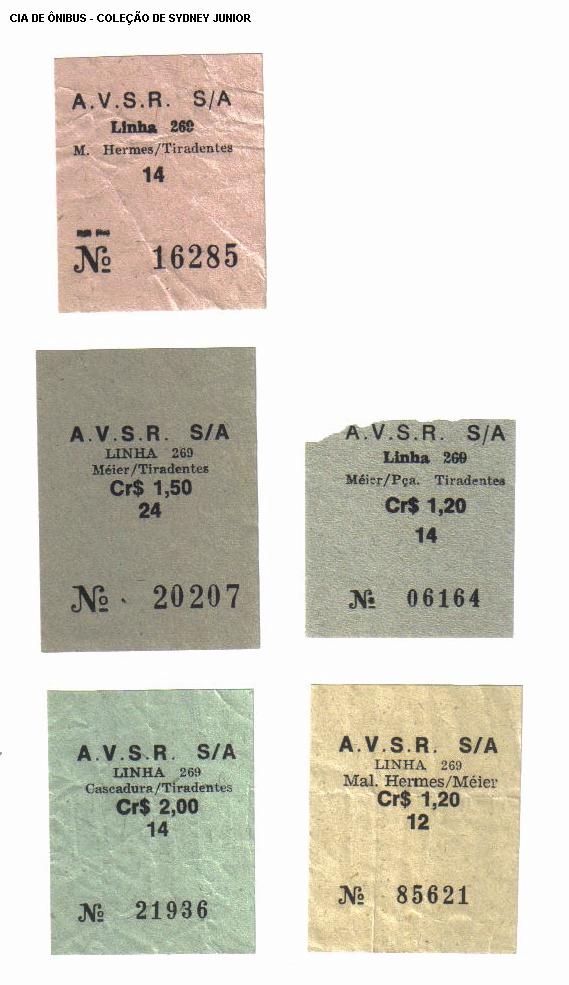 CIA DE ÔNIBUS - COLEÇÃO DE SYDNEY JUNIOR
A.V.S.R. S/A
Linha 269
M. Hermes/Tiradentes
14
№ 16285
A.V.S.R. S/A
LINHA 269
Méier/Tiradentes
Cr$ 1,50
24
№ 20207
A.V.S.R. S/A
Linha 269
Méier/Pça. Tiradentes
Cr$ 1,20
14
№ 06164
A.V.S.R. S/A
LINHA 269
Cascadura/Tiradentes
Cr$ 2,00
14
№ 21936
A.V.S.R. S/A
LINHA 269
Mal. Hermes/Méier
Cr$ 1,20
12
№ 85621